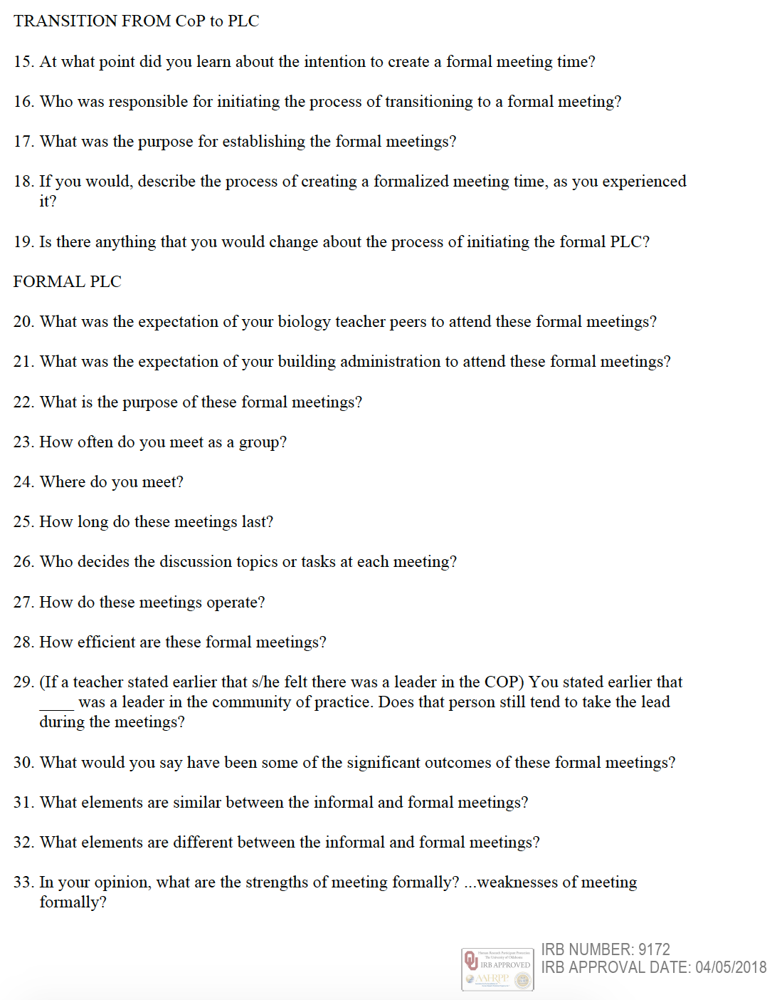 TRANSITION FROM CoP to PLC
15. At what point did you learn about the intention to create a formal meeting time?
16. Who was responsible for initiating the process of transitioning to a formal meeting?
17. What was the purpose for establishing the formal meetings?
18. If you would, describe the process of creating a formalized meeting time, as you experienced
it?
19. Is there anything that you would change about the process of initiating the formal PLC?
FORMAL PLC
20. What was the expectation of your biology teacher peers to attend these formal meetings?
21. What was the expectation of your building administration to attend these formal meetings?
22. What is the purpose of these formal meetings?
23. How often do you meet as a group?
24. Where do you meet?
25. How long do these meetings last?
26. Who decides the discussion topics or tasks at each meeting?
27. How do these meetings operate?
28. How efficient are these formal meetings?
29. (If a teacher stated earlier that s/he felt there was a leader in the COP) You stated earlier that
____ was a leader in the community of practice. Does that person still tend to take the lead
during the meetings?
30. What would you say have been some of the significant outcomes of these formal meetings?
31. What elements are similar between the informal and formal meetings?
32. What elements are different between the informal and formal meetings?
33. In your opinion, what are the strengths of meeting formally? ...weaknesses of meeting
formally?
Human Research Participant Protection
The University of Oklahoma
IRB APPROVED
AAHRPP
IRB NUMBER: 9172
IRB APPROVAL DATE: 04/05/2018